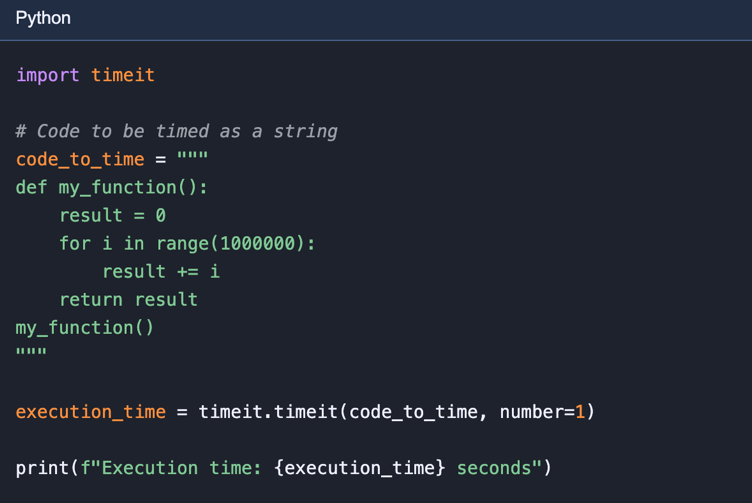 Python
import timeit
# Code to be timed as a string
code_to_time = """
def my_function():
    result = 0
    for i in range(1000000):
        result += i
    return result
my_function()
"""
execution_time = timeit.timeit(code_to_time, number=1)
print(f"Execution time: {execution_time} seconds")